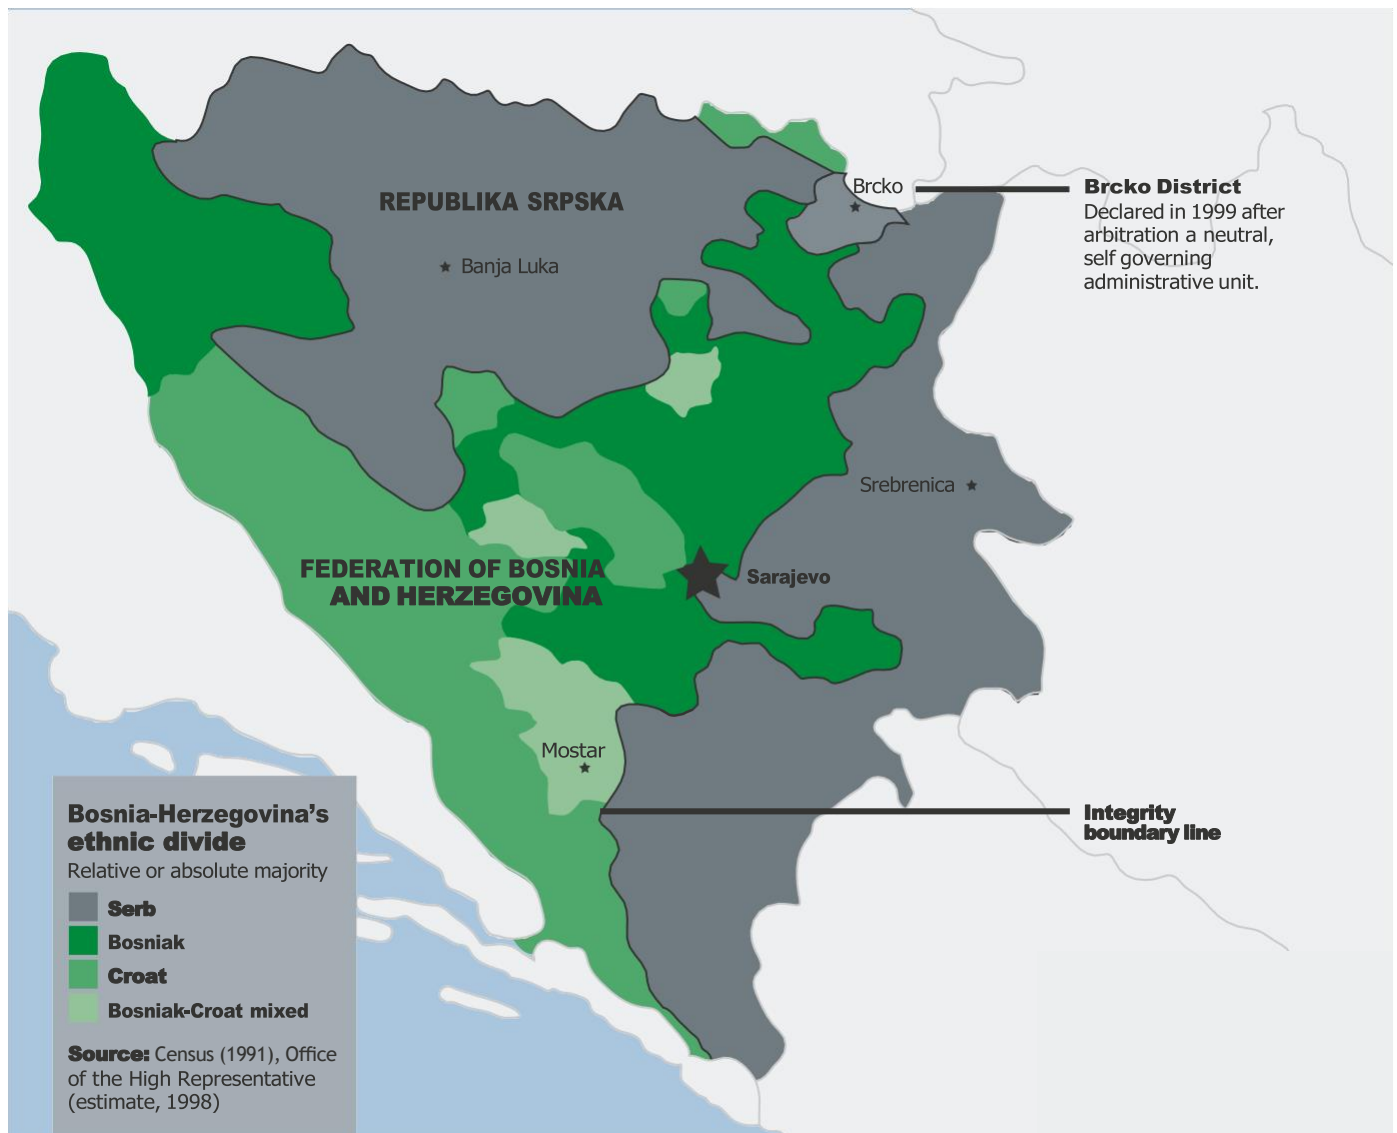 REPUBLIKA SRPSKA
Banja Luka
Brcko
Brcko District
Declared in 1999 after
arbitration a neutral,
self governing
administrative unit.
Srebrenica
FEDERATION OF BOSNIA
AND HERZEGOVINA
Sarajevo
Mostar
Integrity
boundary line
Bosnia-Herzegovina's
ethnic divide
Relative or absolute majority
Serb
Bosniak
Croat
Bosniak-Croat mixed
Source: Census (1991), Office
of the High Representative
(estimate, 1998)